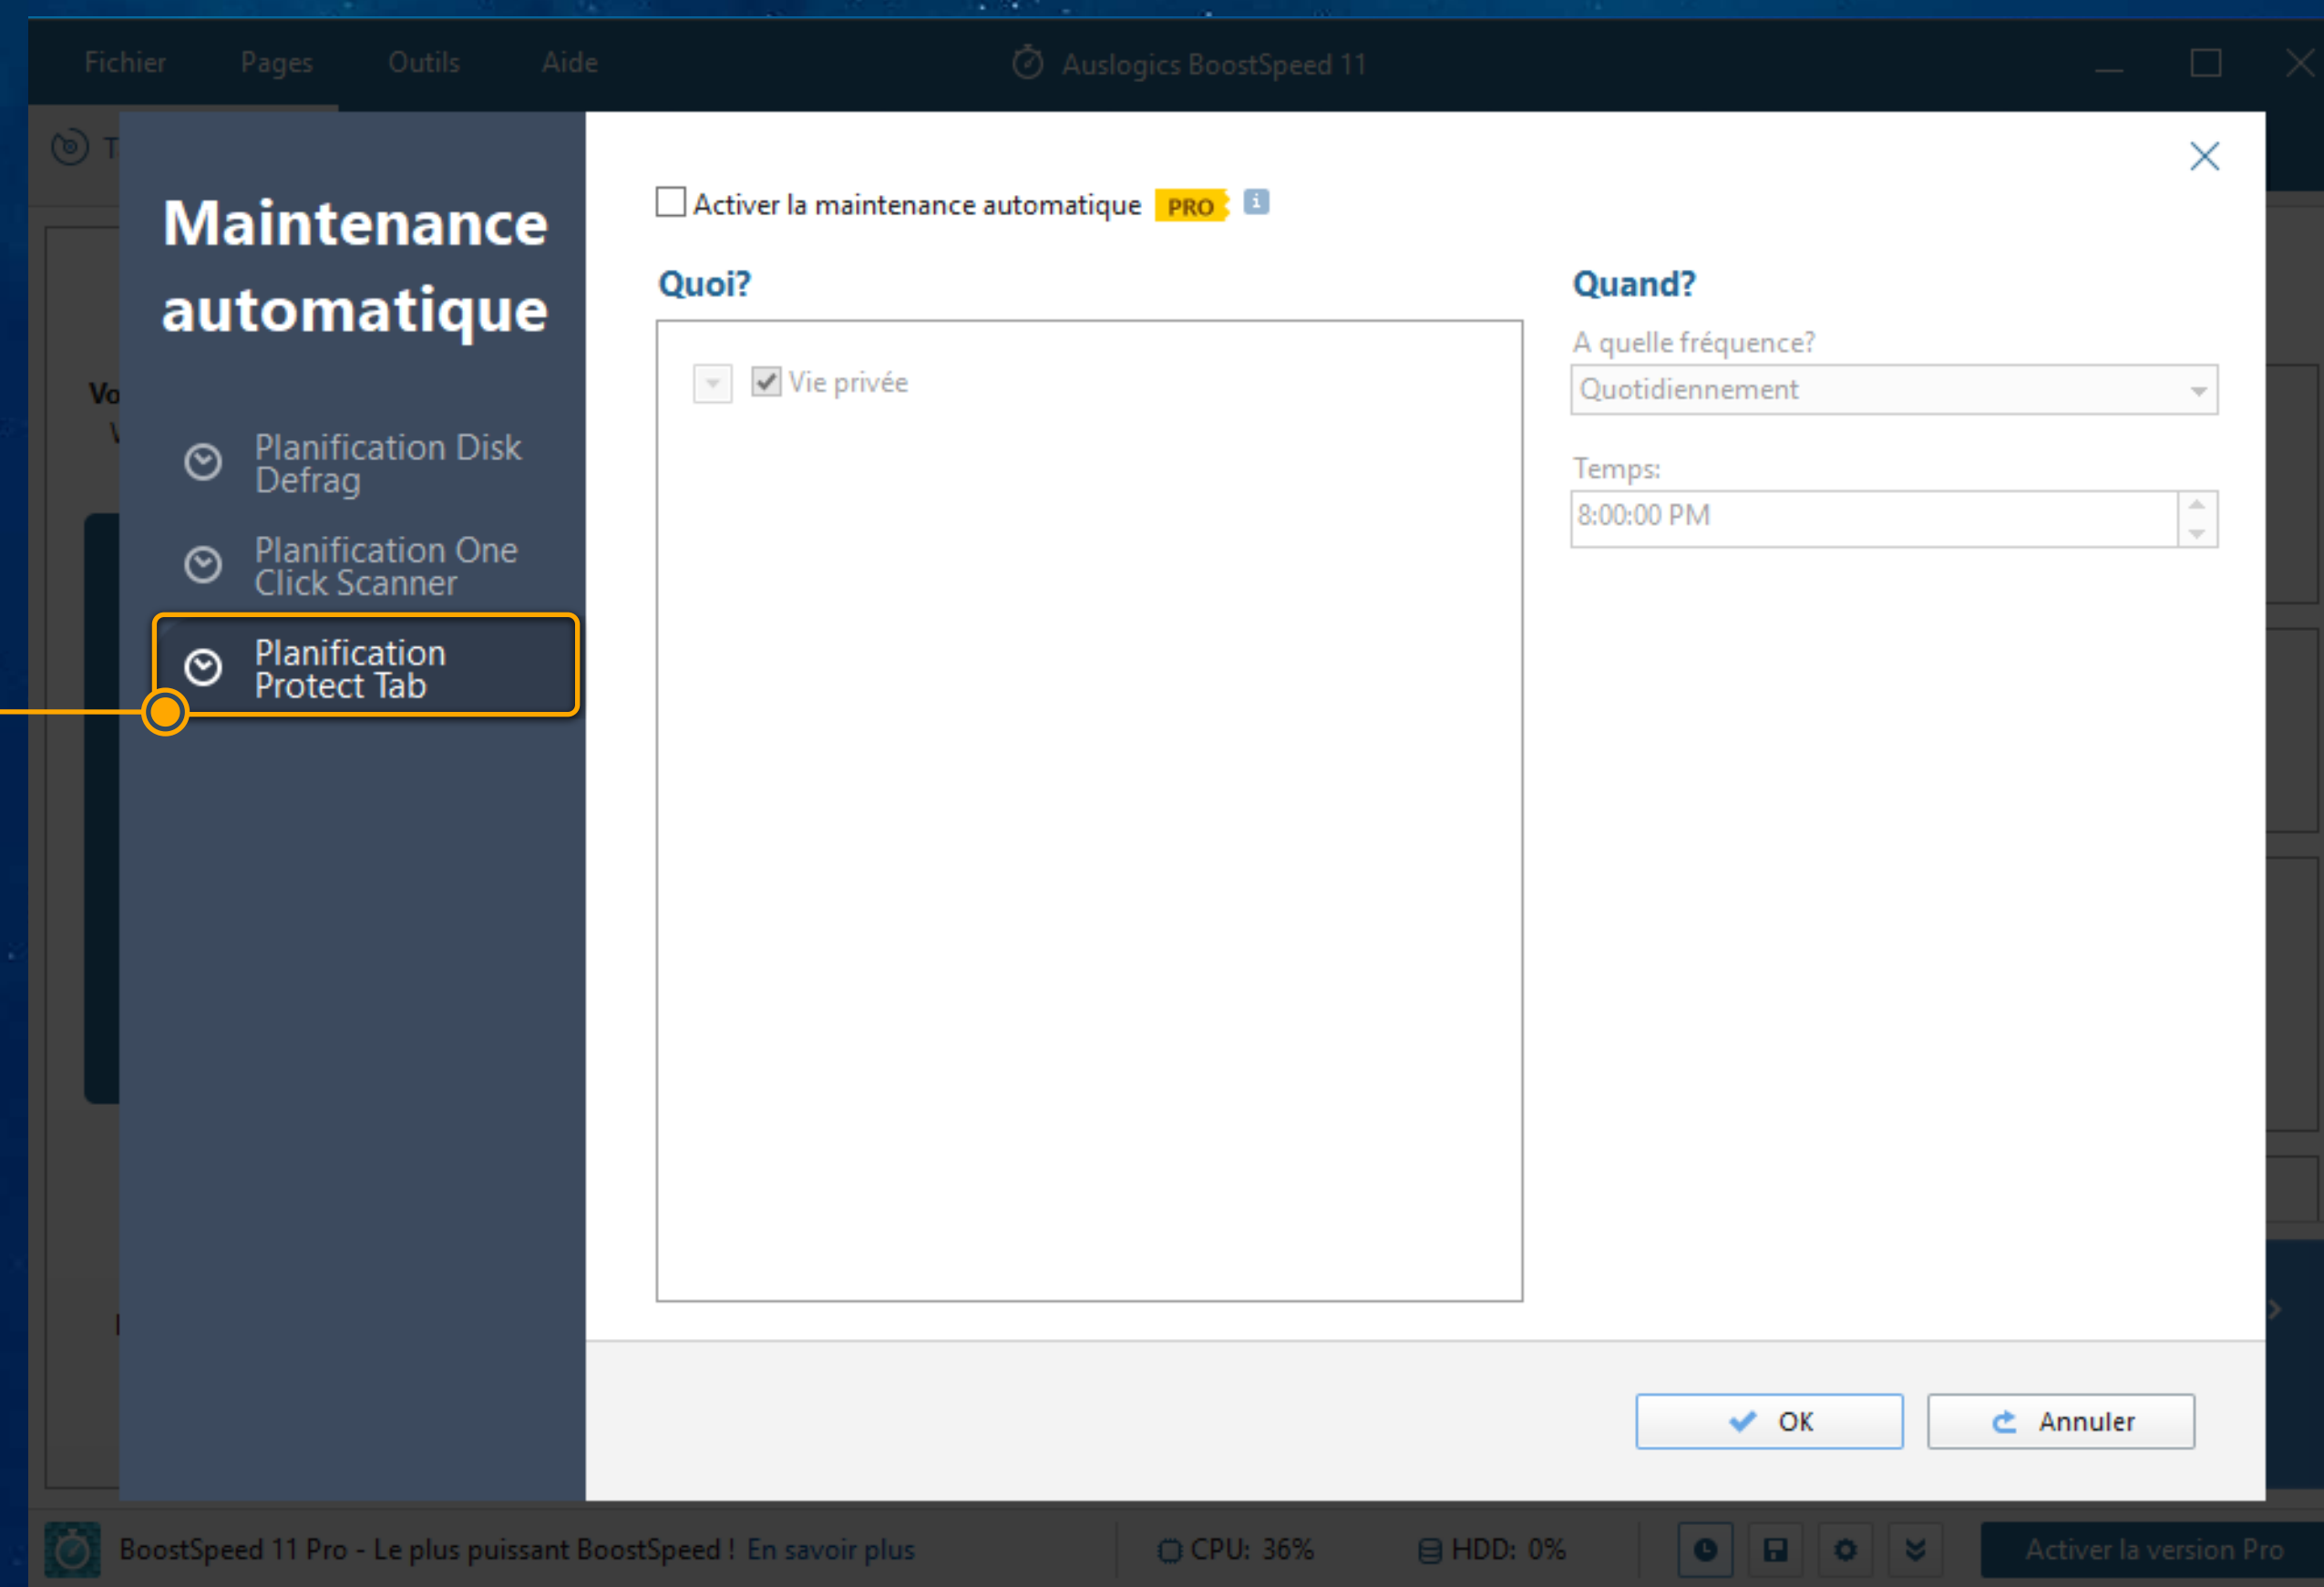 Fichier Pages Outils Aide
Auslogics BoostSpeed 11
Maintenance
automatique
Planification Disk
Defrag
Planification One
Click Scanner
Planification
Protect Tab
Activer la maintenance automatique PRO
Quoi?
Vie privée
Quand?
A quelle fréquence?
Quotidiennement
Temps:
8:00:00 PM
OK
Annuler
BoostSpeed 11 Pro - Le plus puissant BoostSpeed ! En savoir plus
CPU: 36%
HDD: 0%
Activer la version Pro